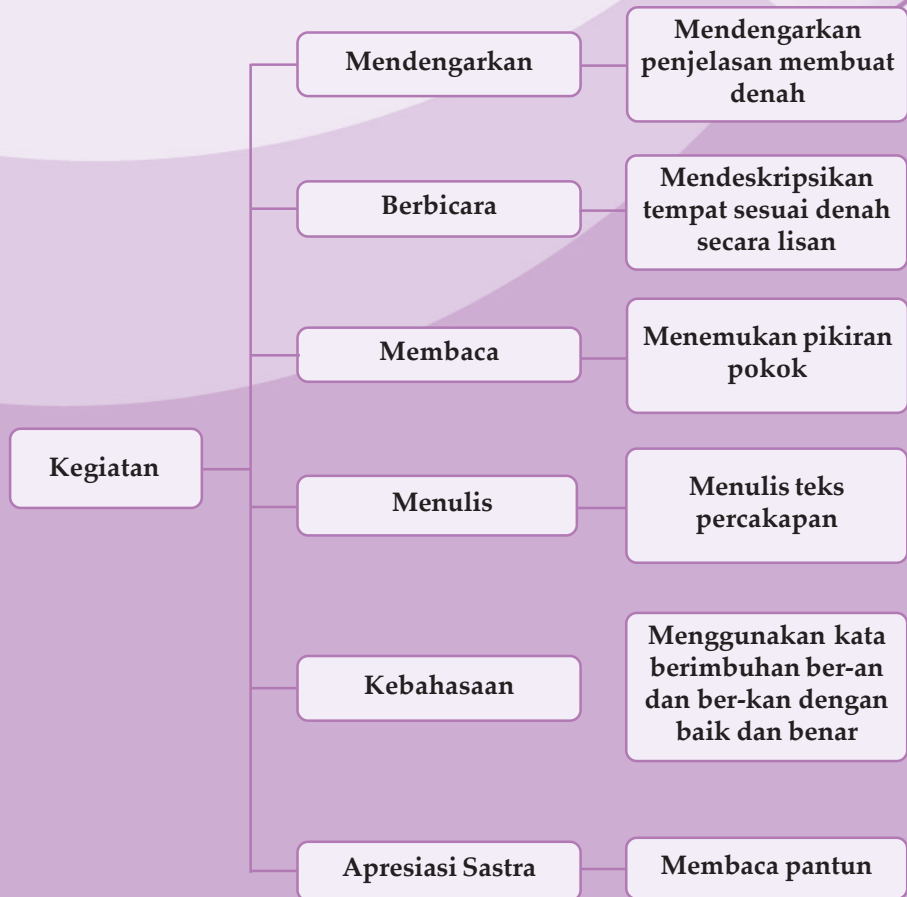 Mendengarkan
Mendengarkan
penjelasan membuat
denah
Berbicara
Mendeskripsikan
tempat sesuai denah
secara lisan
Membaca
Menemukan pikiran
pokok
Kegiatan
Menulis
Menulis teks
percakapan
Kebahasaan
Menggunakan kata
berimbuhan ber-an
dan ber-kan dengan
baik dan benar
Apresiasi Sastra
Membaca pantun